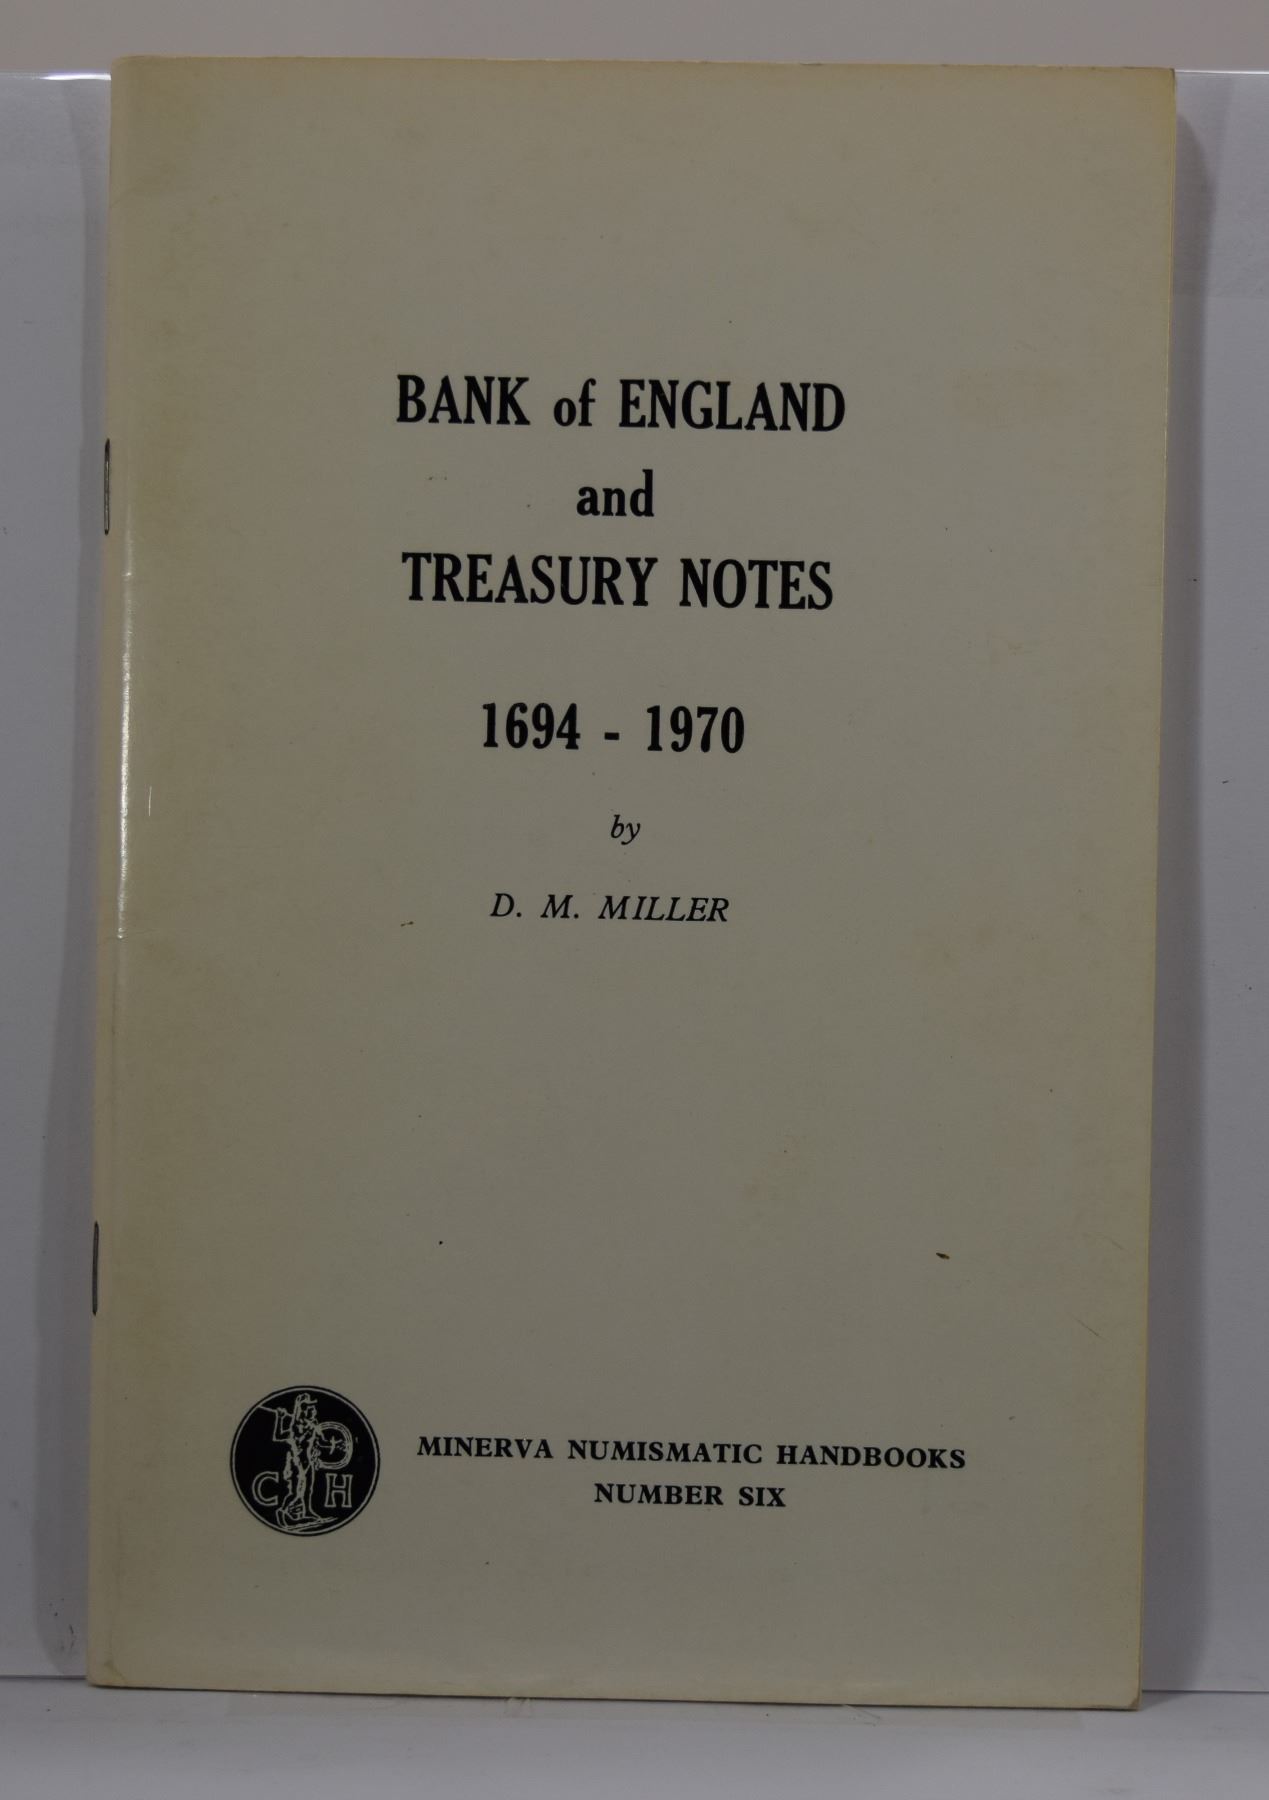 BANK of ENGLAND
and
TREASURY NOTES
1694 - 1970
by
D. M. MILLER
C H
MINERVA NUMISMATIC HANDBOOKS
NUMBER SIX